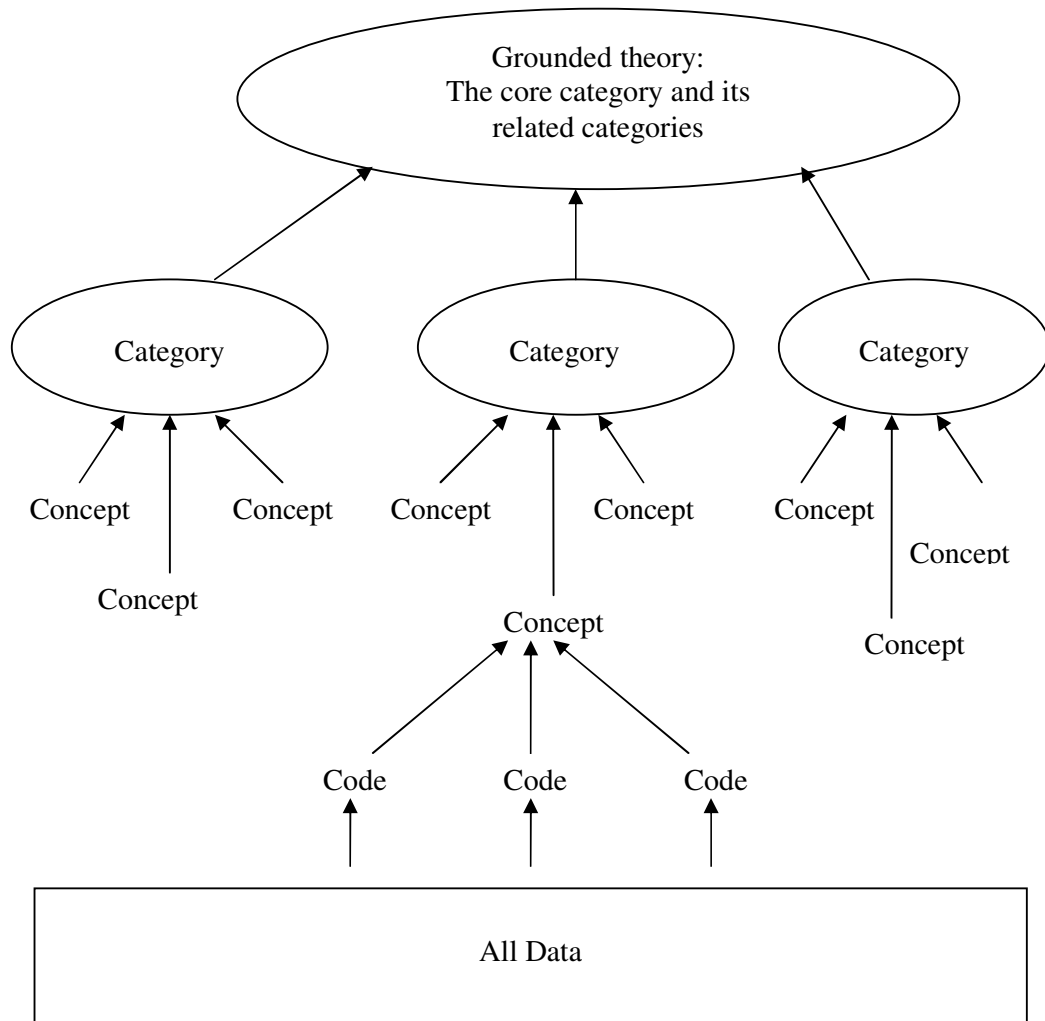 Grounded theory:
The core category and its
related categories
Category
Category
Category
Concept
Concept
Concept
Concept
Concept
Concept
Concept
Concept
Concept
Code
Code
Code
All Data